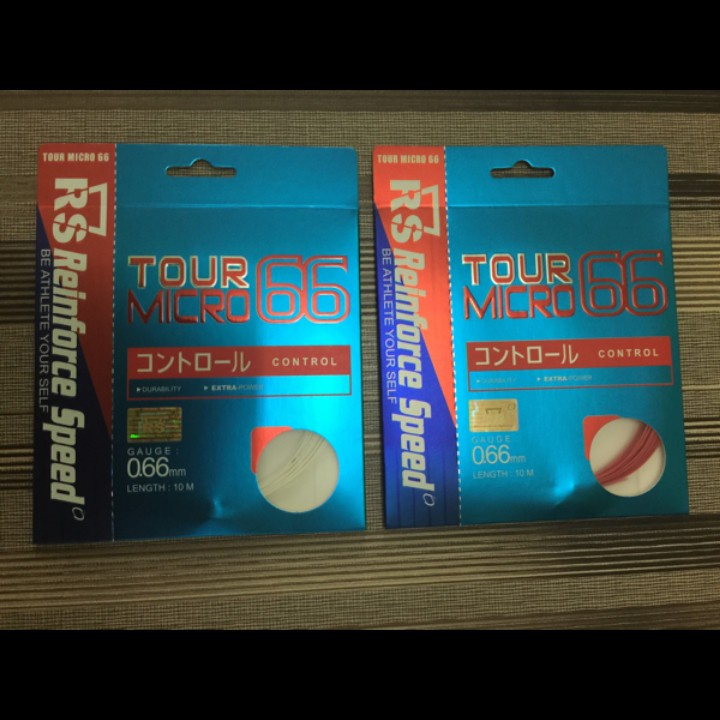 TOUR MICRO 66
RS Reinforce Speed
BE ATHLETE YOUR SELF
TOUR
MICRO 66
コントロール CONTROL
DURABILITY EXTRA POWER
GAUGE :
0.66mm
LENGTH : 10 M
TOUR MICRO 66
RS Reinforce Speed
BE ATHLETE YOUR SELF
TOUR
MICRO 66
コントロール CONTROL
DURABILITY EXTRA POWER
GAUGE
0.66mm
LENGTH : 10 M